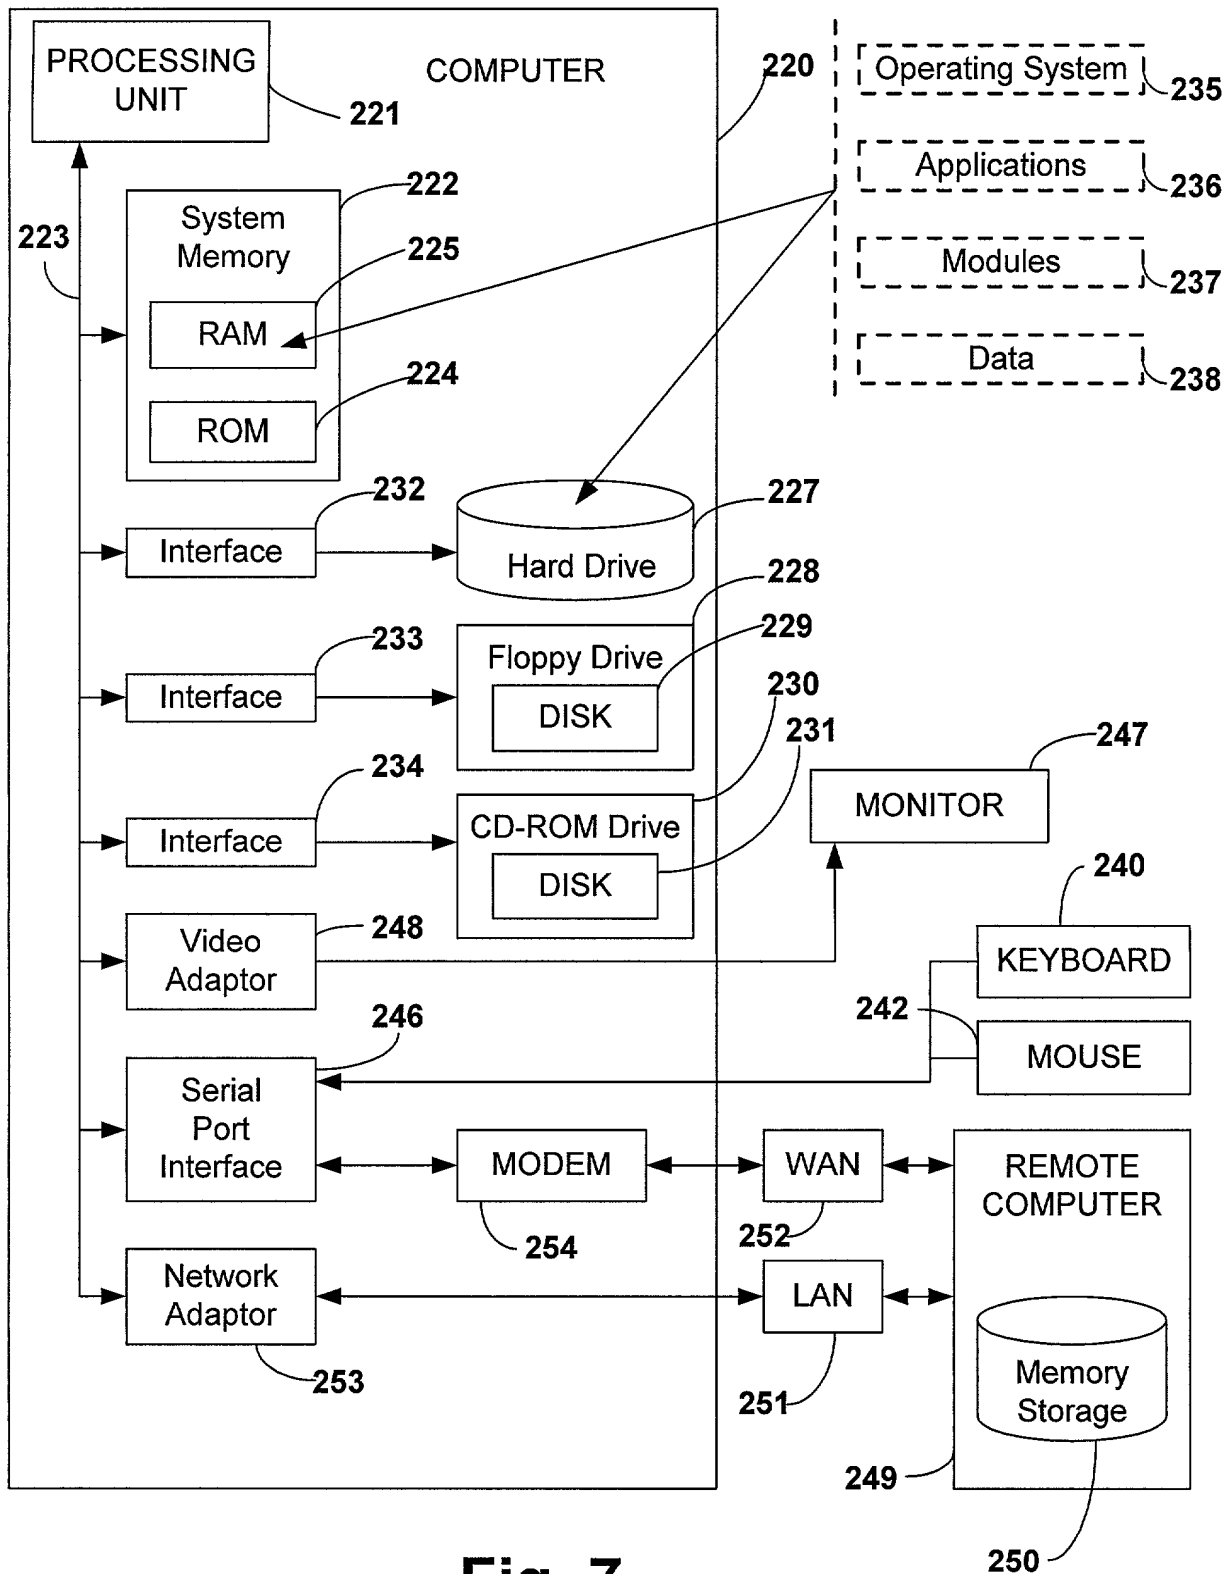 PROCESSING
UNIT
221
COMPUTER
220
Operating System
235
Applications
236
Modules
237
Data
238
223
System
Memory
222
225
RAM
224
ROM
232
Interface
Hard Drive
227
228
233
Interface
Floppy Drive
229
DISK
230
231
234
Interface
CD-ROM Drive
DISK
247
MONITOR
248
Video
Adaptor
240
KEYBOARD
242
MOUSE
246
Serial
Port
Interface
MODEM
254
WAN
252
REMOTE
COMPUTER
Network
Adaptor
253
LAN
251
Memory
Storage
249
250
Fig. 7